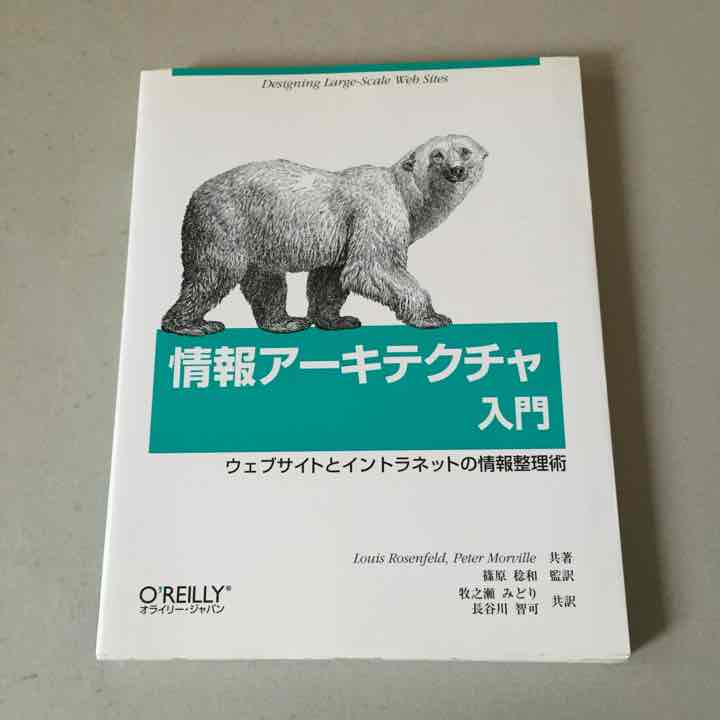 Designing Large-Scale Web Sites
情報アーキテクチャ
入門
ウェブサイトとイントラネットの情報整理術
Louis Rosenfeld, Peter Morville 共著
篠原 稔和 監訳
牧之瀬 みどり
長谷川 智可 共訳
O'REILLY®
オライリー・ジャパン